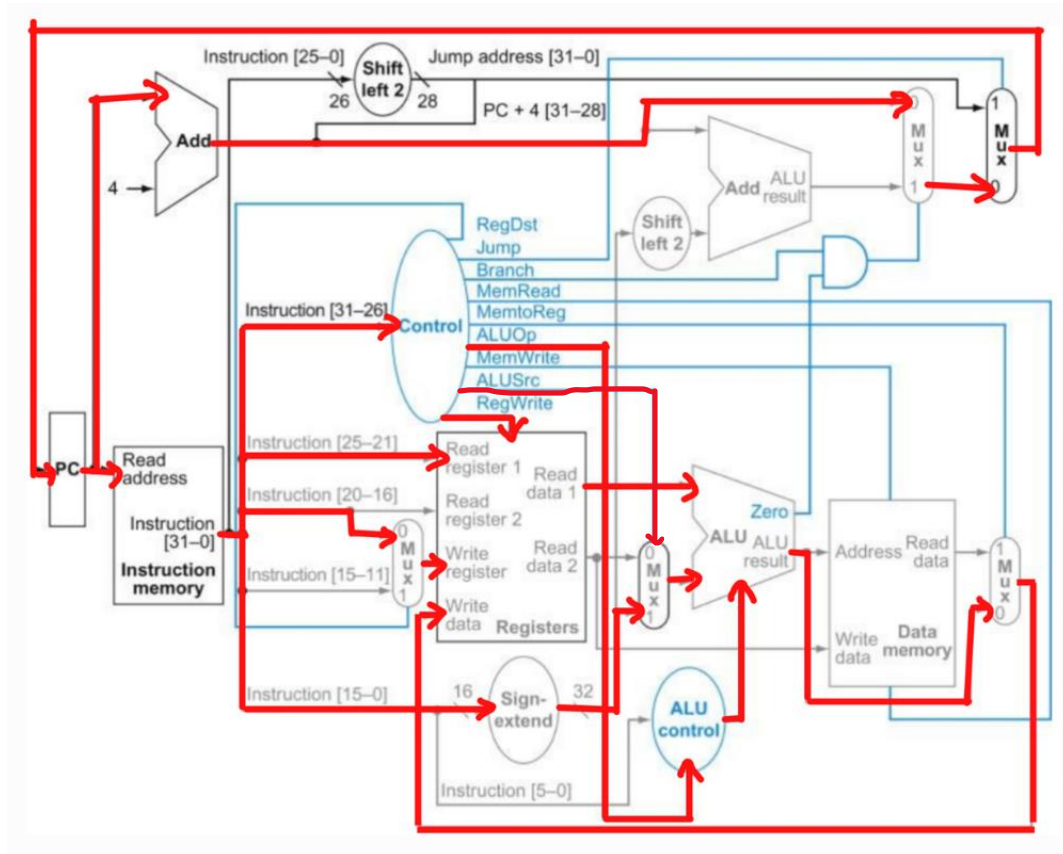 Instruction [25–0]
Shift
left 2
Jump address [31–0]
26
28
PC + 4 [31–28]
Add
4
0
M
u
x
1
1
M
u
x
0
Add
ALU
result
Shift
left 2
RegDst
Jump
Branch
MemRead
MemtoReg
ALUOp
MemWrite
ALUSrc
RegWrite
Instruction [31–26]
Control
PC
Read
address
Instruction
[31–0]
Instruction
memory
Instruction [25–21]
Instruction [20–16]
Instruction [15–11]
0
M
u
x
1
Read
register 1
Read
register 2
Write
register
Write
data
Read
data 1
Read
data 2
Registers
0
M
u
x
1
Zero
ALU
ALU
result
Address
Read
data
Write
data
Data
memory
1
M
u
x
0
Instruction [15–0]
16
Sign-
extend
32
ALU
control
Instruction [5–0]